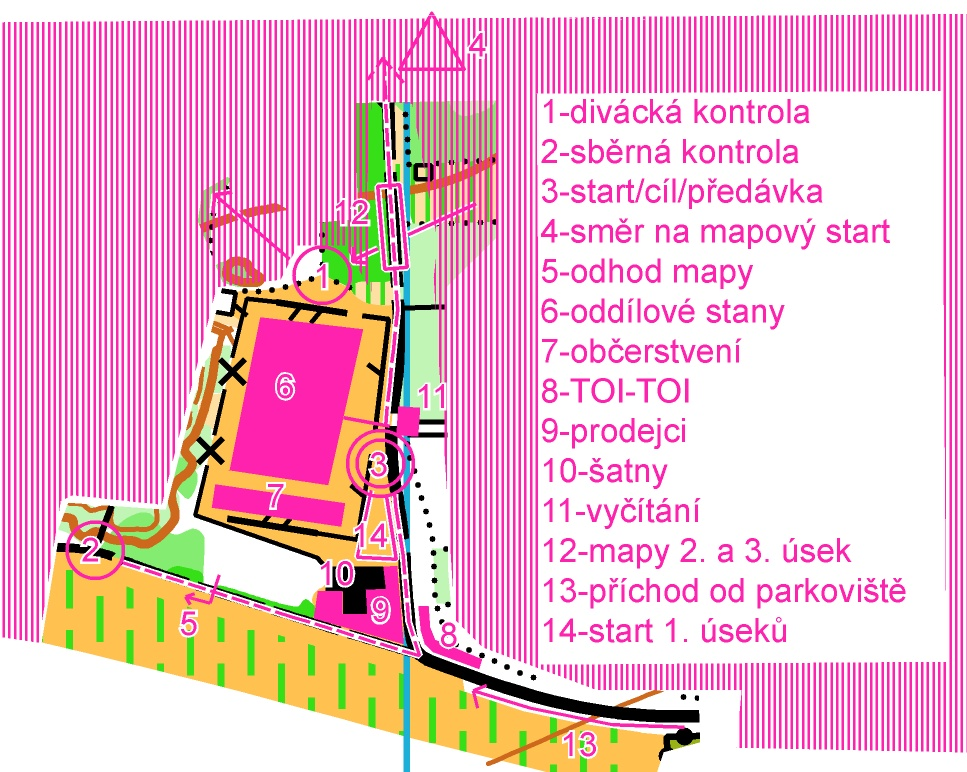 4
1-divácká kontrola
2-sběrná kontrola
3-start/cíl/předávka
4-směr na mapový start
5-odhod mapy
6-oddílové stany
7-občerstvení
8-TOI-TOI
9-prodejci
10-šatny
11-vyčítání
12-mapy 2. a 3. úsek
13-příchod od parkoviště
14-start 1. úseků
12
1
6
11
3
7
14
2
10
9
5
8
13